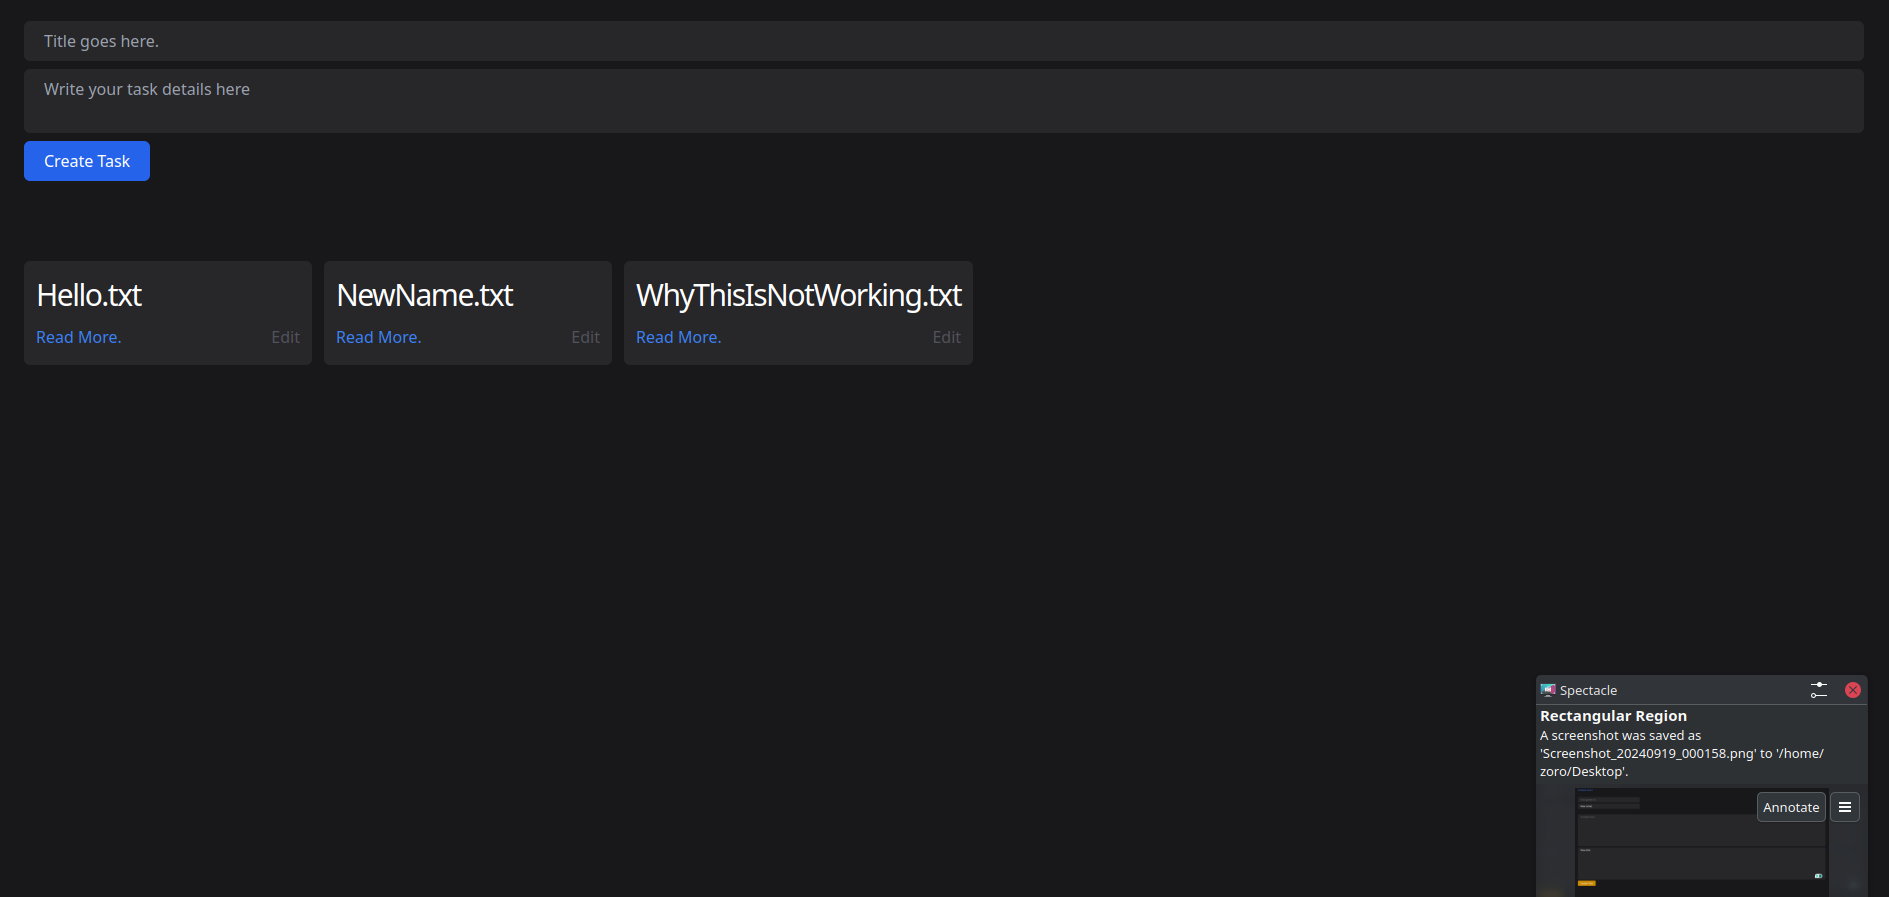 Title goes here.
Write your task details here
Create Task
Hello.txt
Read More.
Edit
NewName.txt
Read More.
Edit
WhyThisIsNotWorking.txt
Read More.
Edit
Spectacle
Rectangular Region
A screenshot was saved as
'Screenshot_20240919_000158.png' to '/home/
zoro/Desktop'.
Annotate